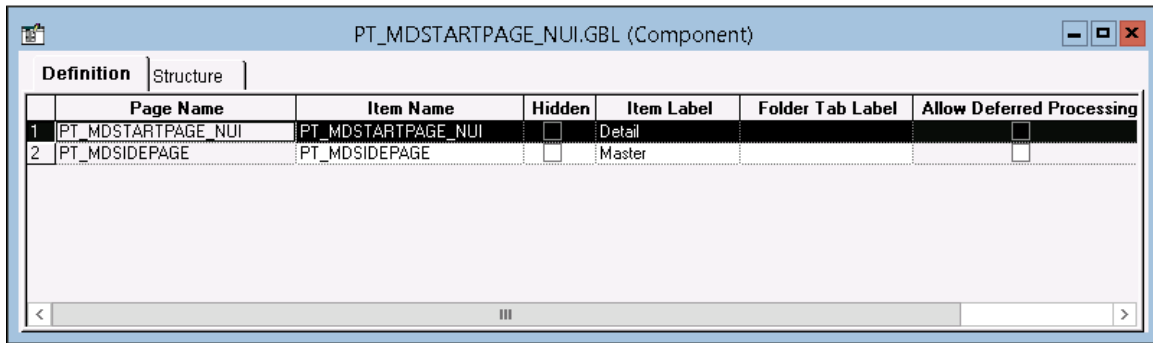 PT_MDSTARTPAGE_NUI.GBL (Component)
Definition Structure
Page Name Item Name Hidden Item Label Folder Tab Label Allow Deferred Processing
1 PT_MDSTARTPAGE_NUI PT_MDSTARTPAGE_NUI Detail
2 PT_MDSIDEPAGE PT_MDSIDEPAGE Master